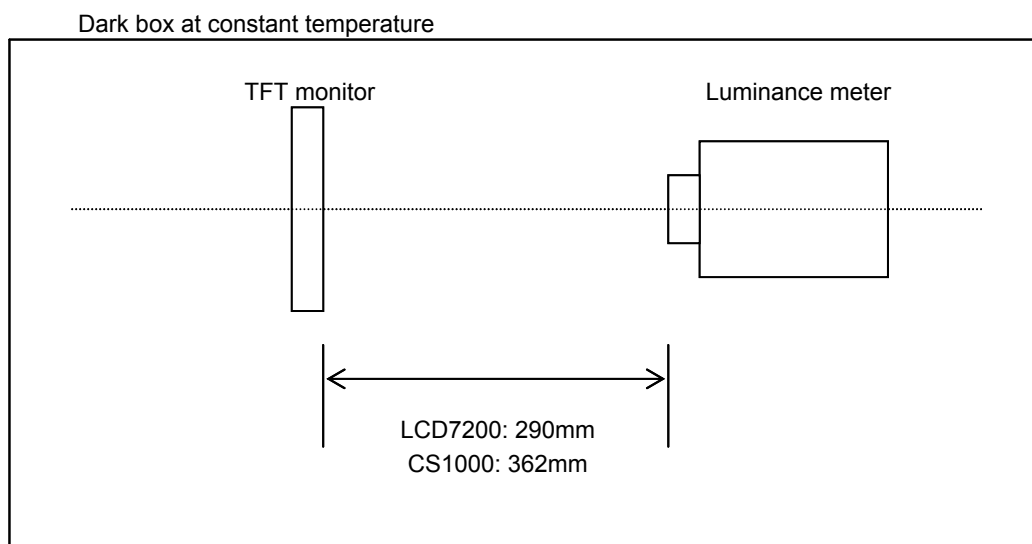 Dark box at constant temperature
TFT monitor
Luminance meter
LCD7200: 290mm
CS1000: 362mm